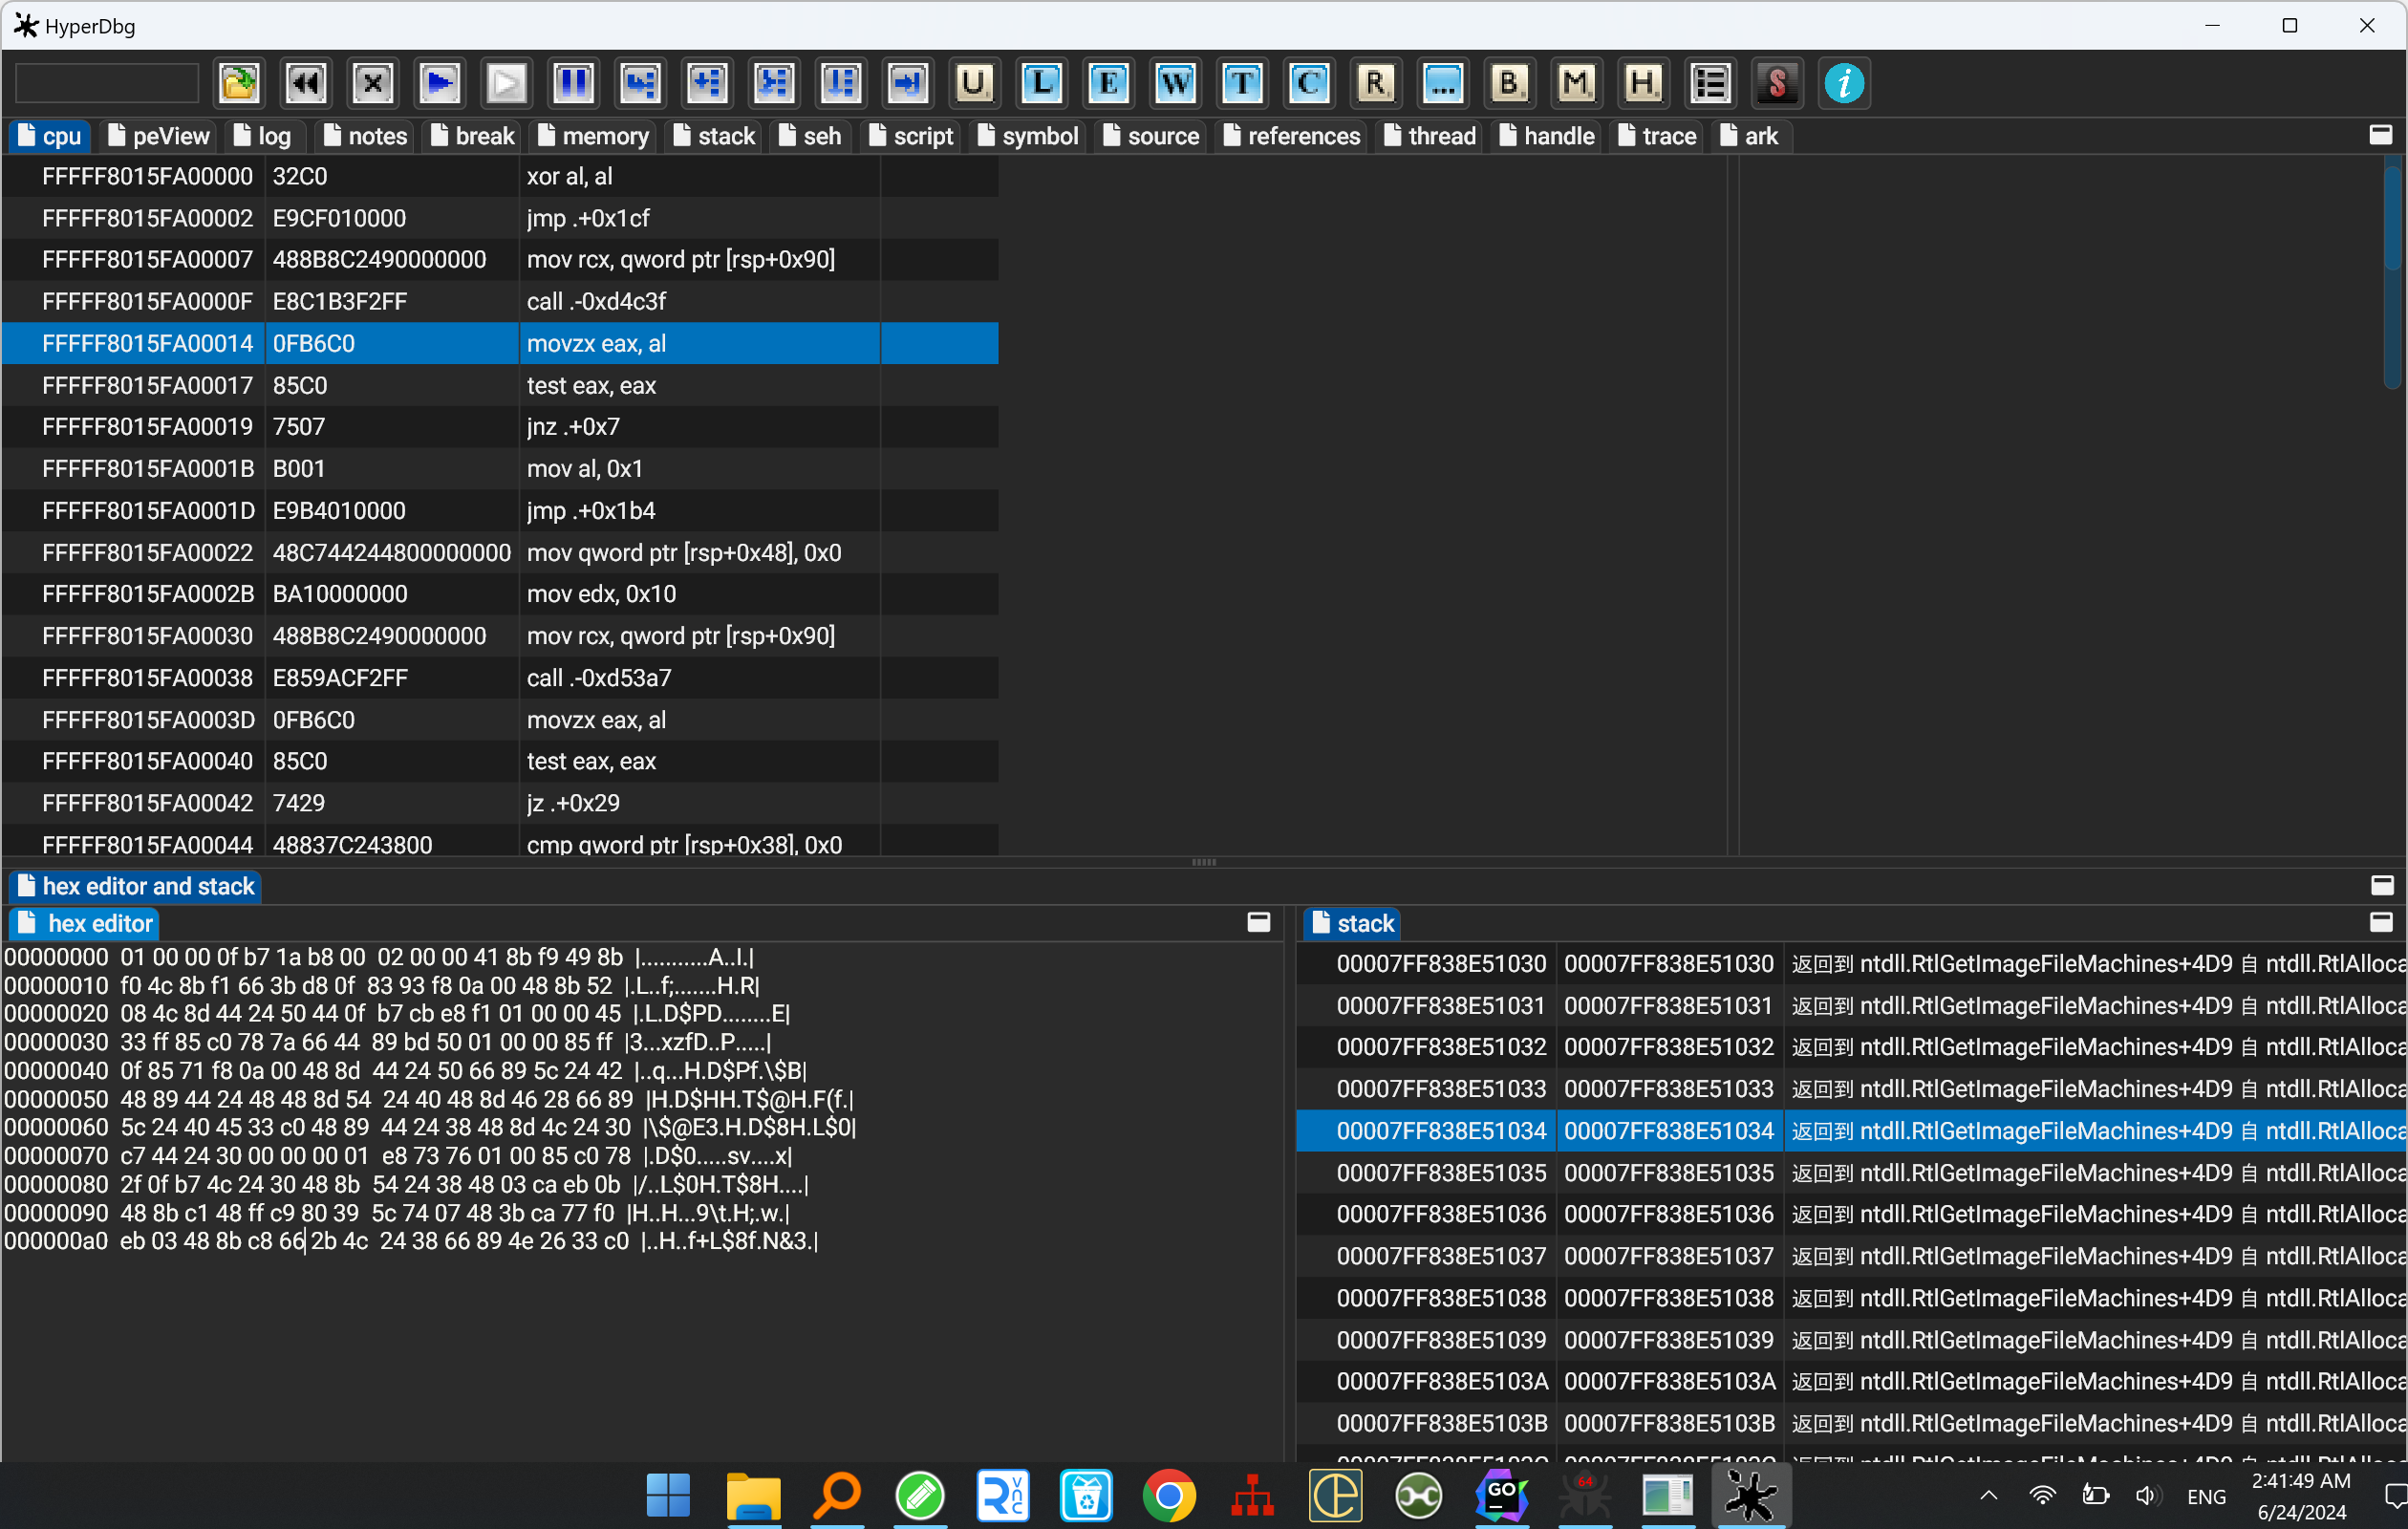 HyperDbg
U L E W T C R ... B M H S i
cpu peView log notes break memory stack seh script symbol source references thread handle trace ark
FFFFF8015FA00000 32C0 xor al, al
FFFFF8015FA00002 E9CF010000 jmp .+0x1cf
FFFFF8015FA00007 488B8C2490000000 mov rcx, qword ptr [rsp+0x90]
FFFFF8015FA0000F E8C1B3F2FF call .-0xd4c3f
FFFFF8015FA00014 0FB6C0 movzx eax, al
FFFFF8015FA00017 85C0 test eax, eax
FFFFF8015FA00019 7507 jnz .+0x7
FFFFF8015FA0001B B001 mov al, 0x1
FFFFF8015FA0001D E9B4010000 jmp .+0x1b4
FFFFF8015FA00022 48C744244800000000 mov qword ptr [rsp+0x48], 0x0
FFFFF8015FA0002B BA10000000 mov edx, 0x10
FFFFF8015FA00030 488B8C2490000000 mov rcx, qword ptr [rsp+0x90]
FFFFF8015FA00038 E859ACF2FF call .-0xd53a7
FFFFF8015FA0003D 0FB6C0 movzx eax, al
FFFFF8015FA00040 85C0 test eax, eax
FFFFF8015FA00042 7429 jz .+0x29
FFFFF8015FA00044 48837C243800 cmp qword ptr [rsp+0x38], 0x0
hex editor and stack
hex editor
00000000 01 00 00 0f b7 1a b8 00 02 00 00 41 8b f9 49 8b |...........A..I.|
00000010 f0 4c 8b f1 66 3b d8 0f 83 93 f8 0a 00 48 8b 52 |.L..f;.......H.R|
00000020 08 4c 8d 44 24 50 44 0f b7 cb e8 f1 01 00 00 45 |.L.D$PD........E|
00000030 33 ff 85 c0 78 7a 66 44 89 bd 50 01 00 00 85 ff |3...xzfD..P.....|
00000040 0f 85 71 f8 0a 00 48 8d 44 24 50 66 89 5c 24 42 |..q...H.D$Pf.\$B|
00000050 48 89 44 24 48 48 8d 54 24 40 48 8d 46 28 66 89 |H.D$HH.T$@H.F(f.|
00000060 5c 24 40 45 33 c0 48 89 44 24 38 48 8d 4c 24 30 |\$@E3.H.D$8H.L$0|
00000070 c7 44 24 30 00 00 00 01 e8 73 76 01 00 85 c0 78 |.D$0.....sv....x|
00000080 2f 0f b7 4c 24 30 48 8b 54 24 38 48 03 ca eb 0b |/..L$0H.T$8H....|
00000090 48 8b c1 48 ff c9 80 39 5c 74 07 48 3b ca 77 f0 |H..H...9\t.H;.w.|
000000a0 eb 03 48 8b c8 66 2b 4c 24 38 66 89 4e 26 33 c0 |..H..f+L$8f.N&3.|
stack
00007FF838E51030 00007FF838E51030 返回到 ntdll.RtlGetImageFileMachines+4D9 自 ntdll.RtlAlloca
00007FF838E51031 00007FF838E51031 返回到 ntdll.RtlGetImageFileMachines+4D9 自 ntdll.RtlAlloca
00007FF838E51032 00007FF838E51032 返回到 ntdll.RtlGetImageFileMachines+4D9 自 ntdll.RtlAlloca
00007FF838E51033 00007FF838E51033 返回到 ntdll.RtlGetImageFileMachines+4D9 自 ntdll.RtlAlloca
00007FF838E51034 00007FF838E51034 返回到 ntdll.RtlGetImageFileMachines+4D9 自 ntdll.RtlAlloca
00007FF838E51035 00007FF838E51035 返回到 ntdll.RtlGetImageFileMachines+4D9 自 ntdll.RtlAlloca
00007FF838E51036 00007FF838E51036 返回到 ntdll.RtlGetImageFileMachines+4D9 自 ntdll.RtlAlloca
00007FF838E51037 00007FF838E51037 返回到 ntdll.RtlGetImageFileMachines+4D9 自 ntdll.RtlAlloca
00007FF838E51038 00007FF838E51038 返回到 ntdll.RtlGetImageFileMachines+4D9 自 ntdll.RtlAlloca
00007FF838E51039 00007FF838E51039 返回到 ntdll.RtlGetImageFileMachines+4D9 自 ntdll.RtlAlloca
00007FF838E5103A 00007FF838E5103A 返回到 ntdll.RtlGetImageFileMachines+4D9 自 ntdll.RtlAlloca
00007FF838E5103B 00007FF838E5103B 返回到 ntdll.RtlGetImageFileMachines+4D9 自 ntdll.RtlAlloca
R VNC GO 64
ENG
2:41:49 AM
6/24/2024